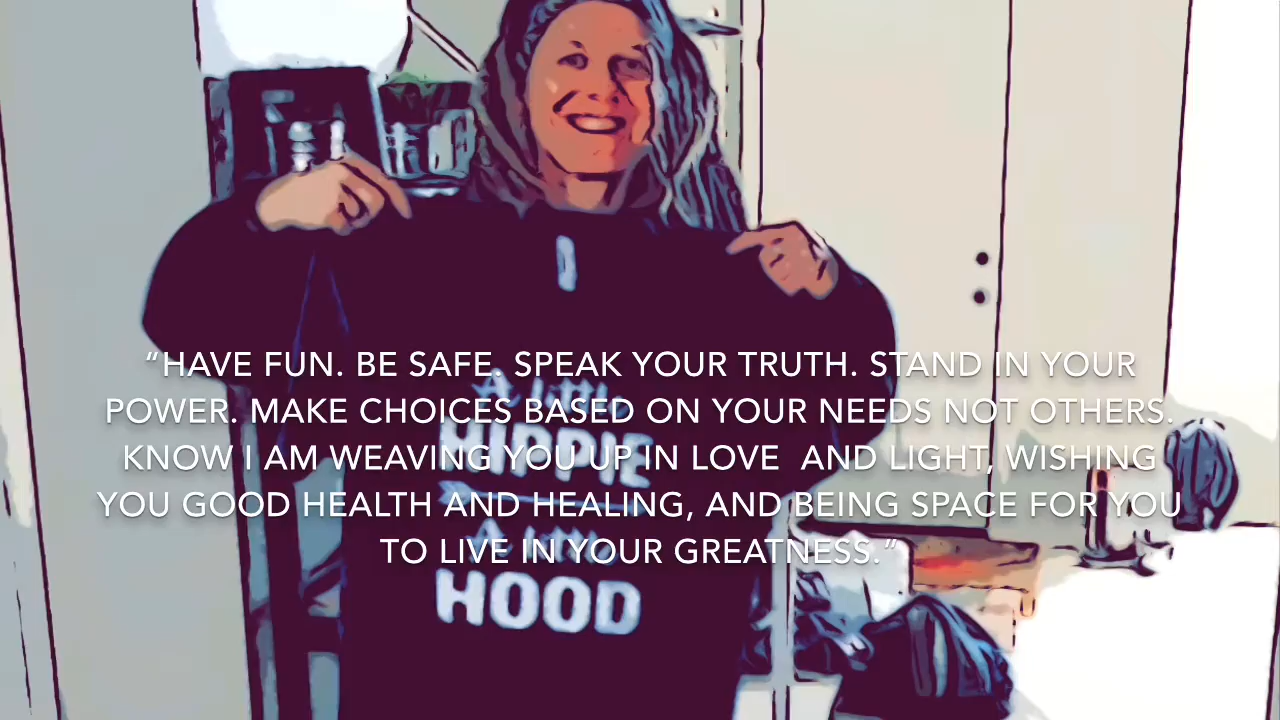 “HAVE FUN. BE SAFE. SPEAK YOUR TRUTH. STAND IN YOUR
POWER. MAKE CHOICES BASED ON YOUR NEEDS NOT OTHERS.
KNOW I AM WEAVING YOU UP IN LOVE  AND LIGHT, WISHING
YOU GOOD HEALTH AND HEALING, AND BEING SPACE FOR YOU
TO LIVE IN YOUR GREATNESS.”
HIPPIE
HOOD